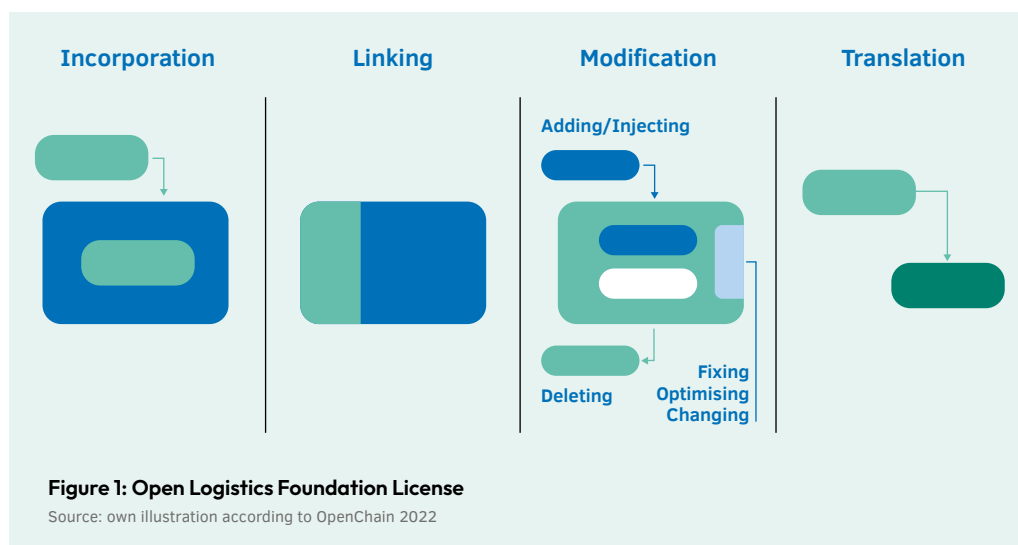 Incorporation
Linking
Modification
Translation
Adding/Injecting
Deleting
Fixing
Optimising
Changing
Figure 1: Open Logistics Foundation License
Source: own illustration according to OpenChain 2022